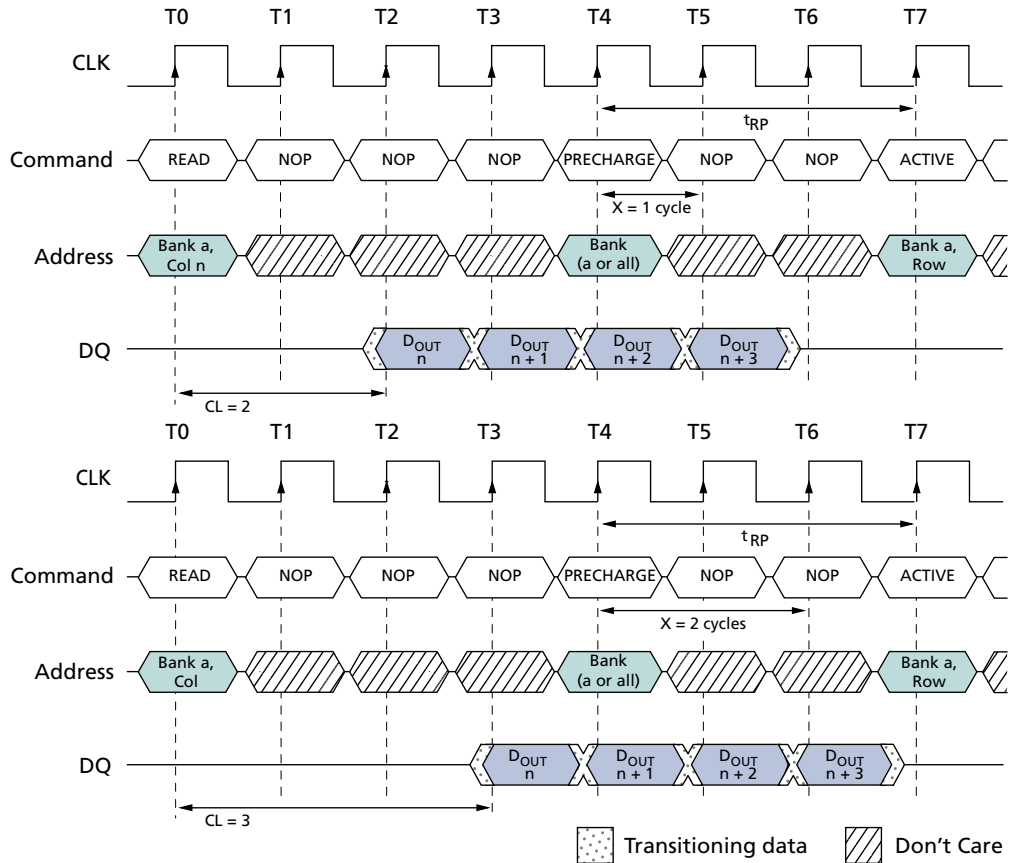 T0 T1 T2 T3 T4 T5 T6 T7
CLK
tRP
Command READ NOP NOP NOP PRECHARGE NOP NOP ACTIVE
X = 1 cycle
Address Bank a, Col n Bank (a or all) Bank a, Row
DQ DOUT n DOUT n + 1 DOUT n + 2 DOUT n + 3
CL = 2
T0 T1 T2 T3 T4 T5 T6 T7
CLK
tRP
Command READ NOP NOP NOP PRECHARGE NOP NOP ACTIVE
X = 2 cycles
Address Bank a, Col Bank (a or all) Bank a, Row
DQ DOUT n DOUT n + 1 DOUT n + 2 DOUT n + 3
CL = 3
Transitioning data Don't Care